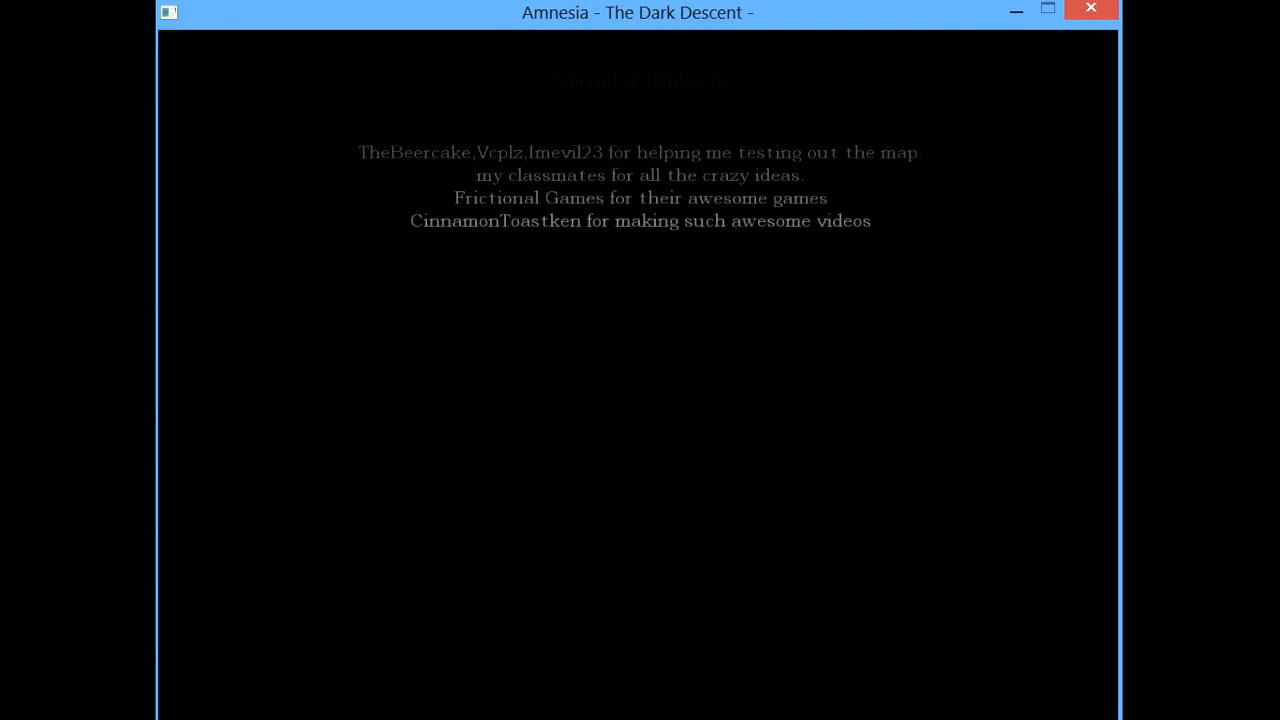 Amnesia - The Dark Descent -
TheBeercake,Vcplz,Imevil23 for helping me testing out the map.
my classmates for all the crazy ideas.
Frictional Games for their awesome games
CinnamonToastken for making such awesome videos